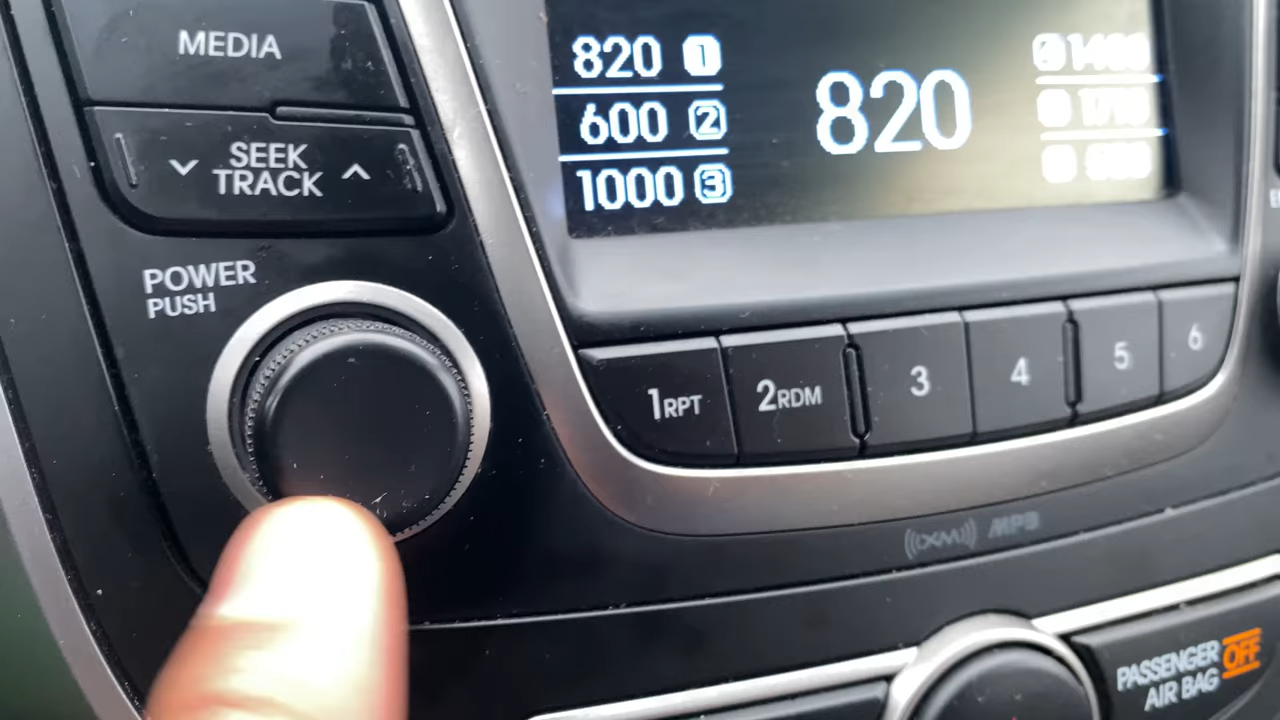 MEDIA
SEEK
TRACK
POWER
PUSH
820 1
600 2
1000 3
820
1RPT
2RDM
3
4
5
6
((XM)) MP3
PASSENGER
AIR BAG
OFF